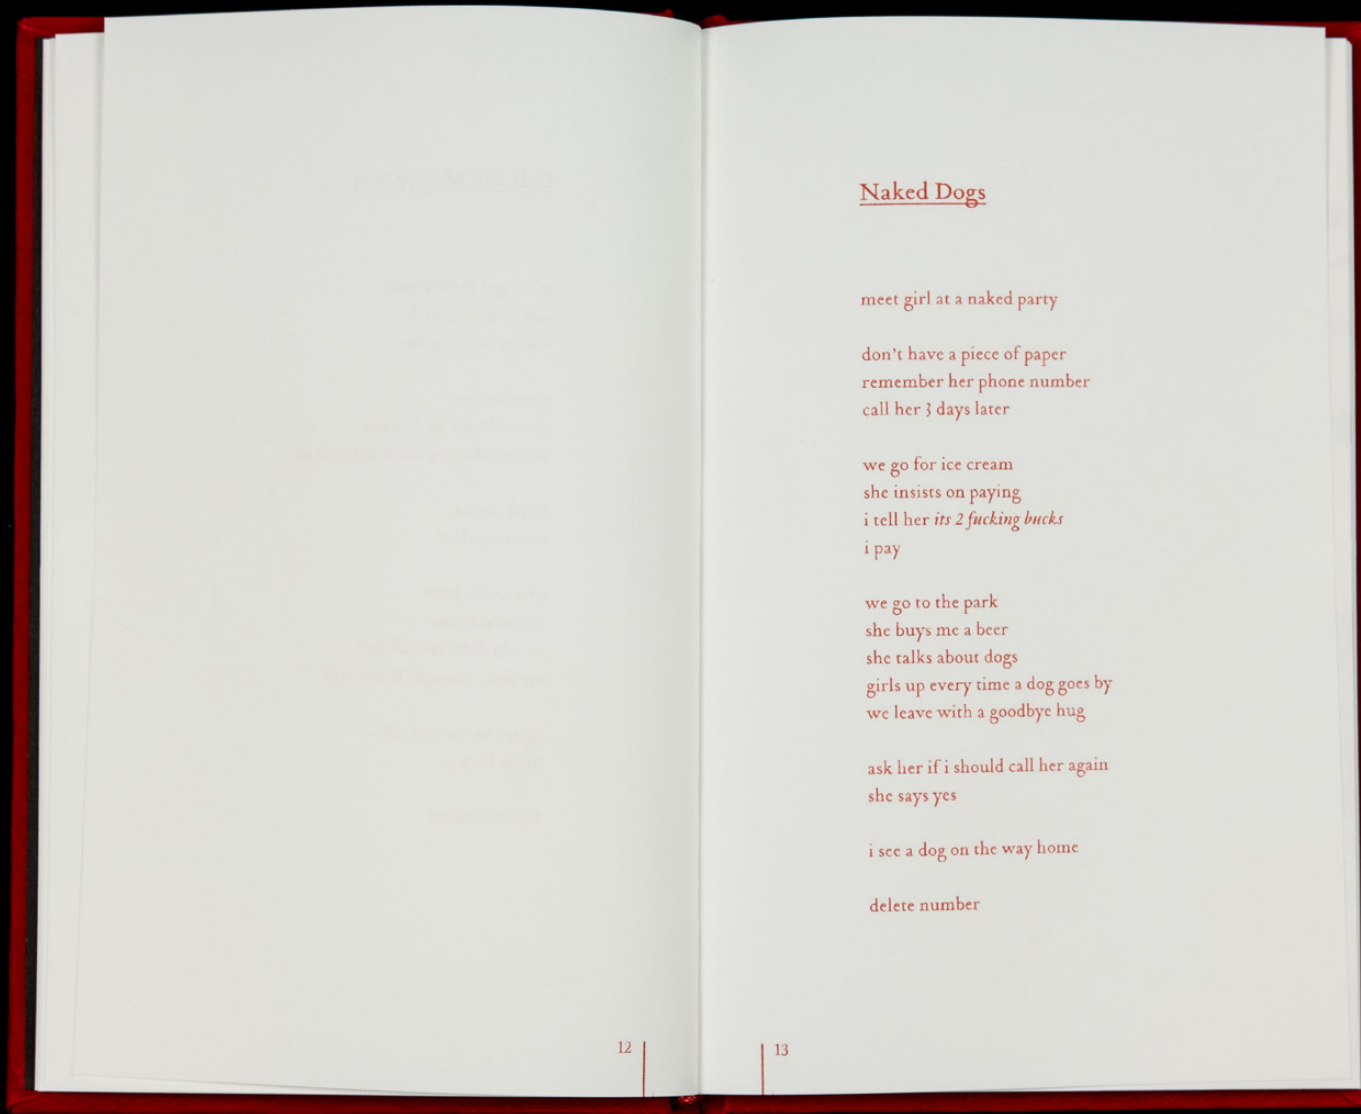 Naked Dogs
meet girl at a naked party
don't have a piece of paper
remember her phone number
call her 3 days later
we go for ice cream
she insists on paying
i tell her its 2 fucking bucks
i pay
we go to the park
she buys me a beer
she talks about dogs
girls up every time a dog goes by
we leave with a goodbye hug
ask her if i should call her again
she says yes
i see a dog on the way home
delete number
12
13